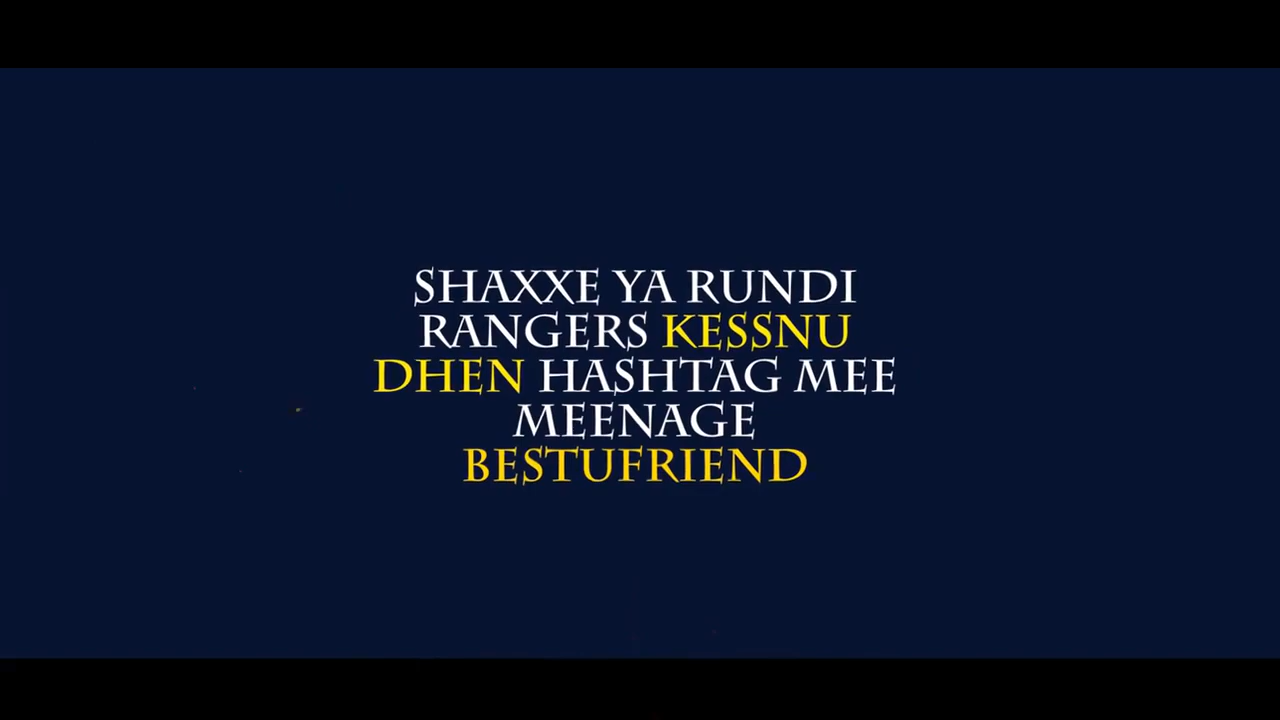 SHAXXE YA RUNDI
RANGERS KESSNU
DHEN HASHTAG MEE
MEENAGE
BESTUFRIEND